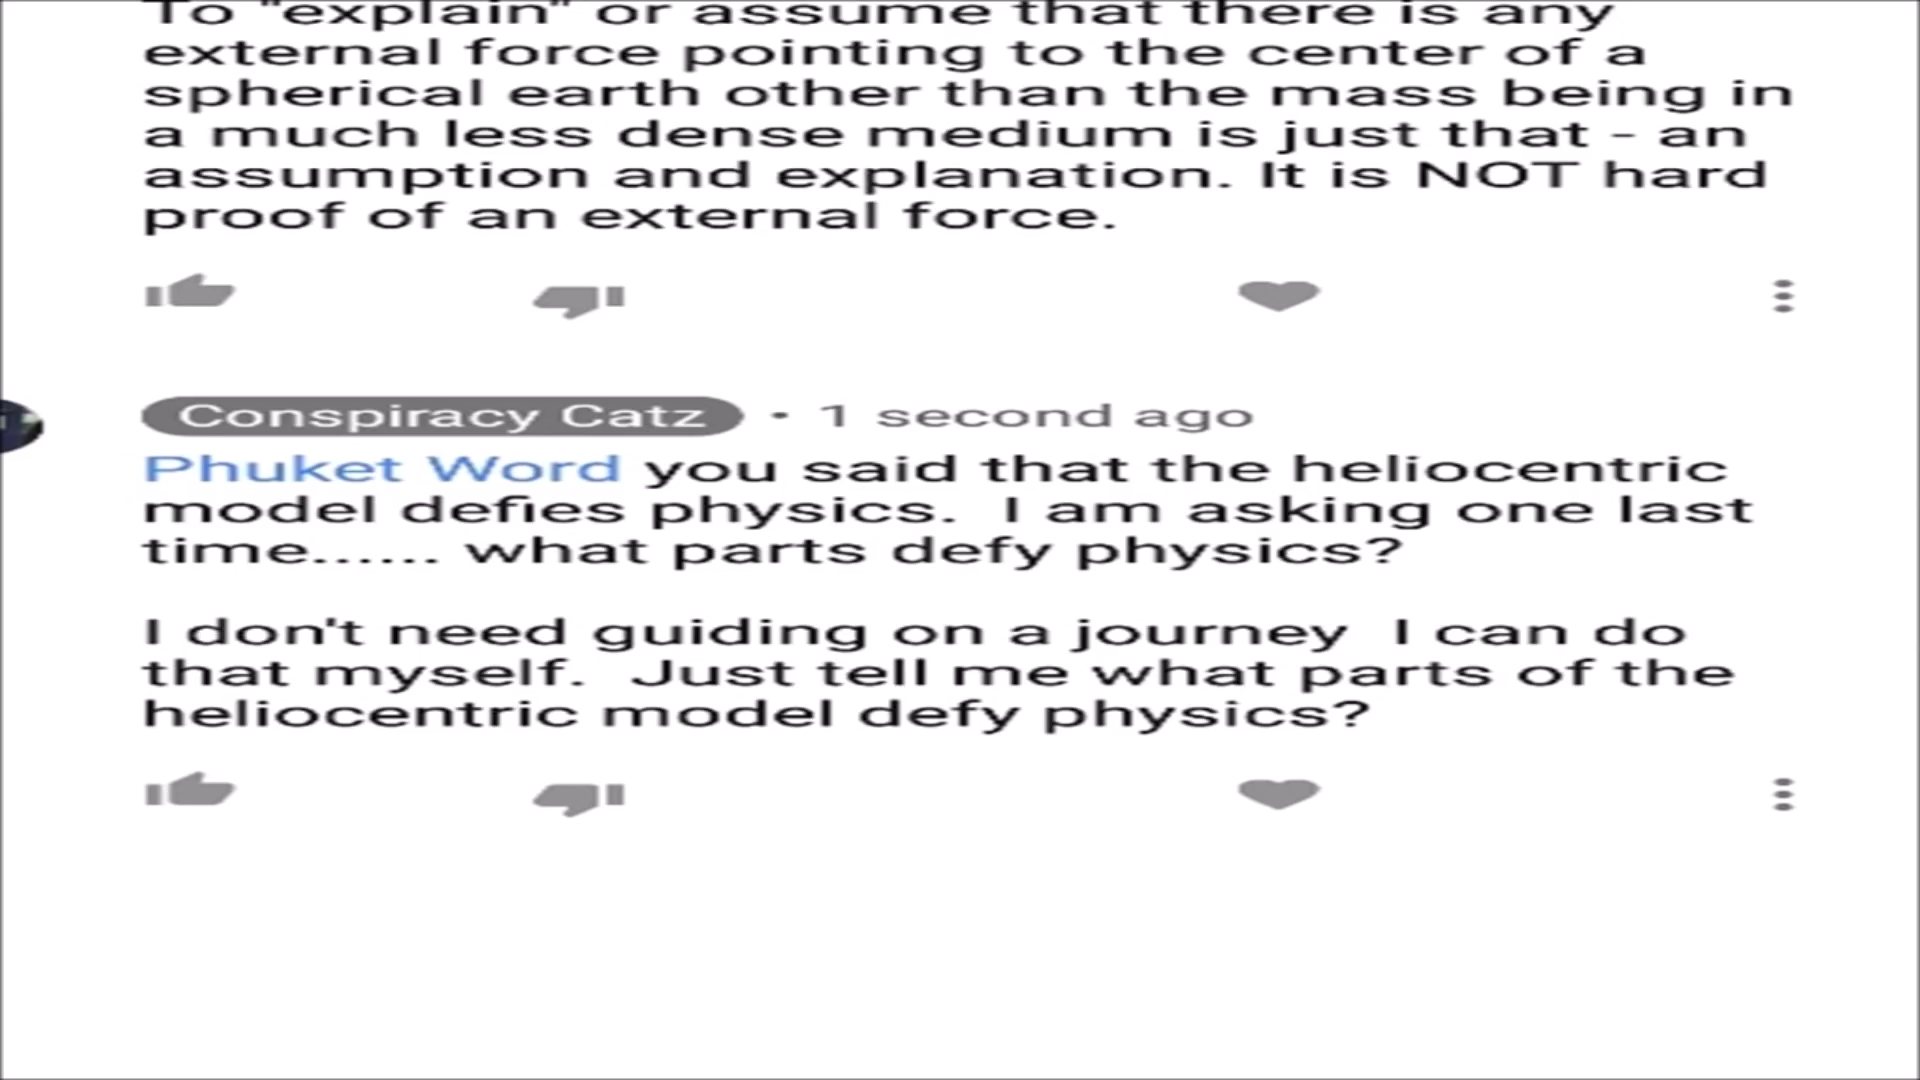 To "explain" or assume that there is any
external force pointing to the center of a
spherical earth other than the mass being in
a much less dense medium is just that - an
assumption and explanation. It is NOT hard
proof of an external force.
Conspiracy Catz • 1 second ago
Phuket Word you said that the heliocentric
model defies physics.  I am asking one last
time...... what parts defy physics?
I don't need guiding on a journey  I can do
that myself.  Just tell me what parts of the
heliocentric model defy physics?